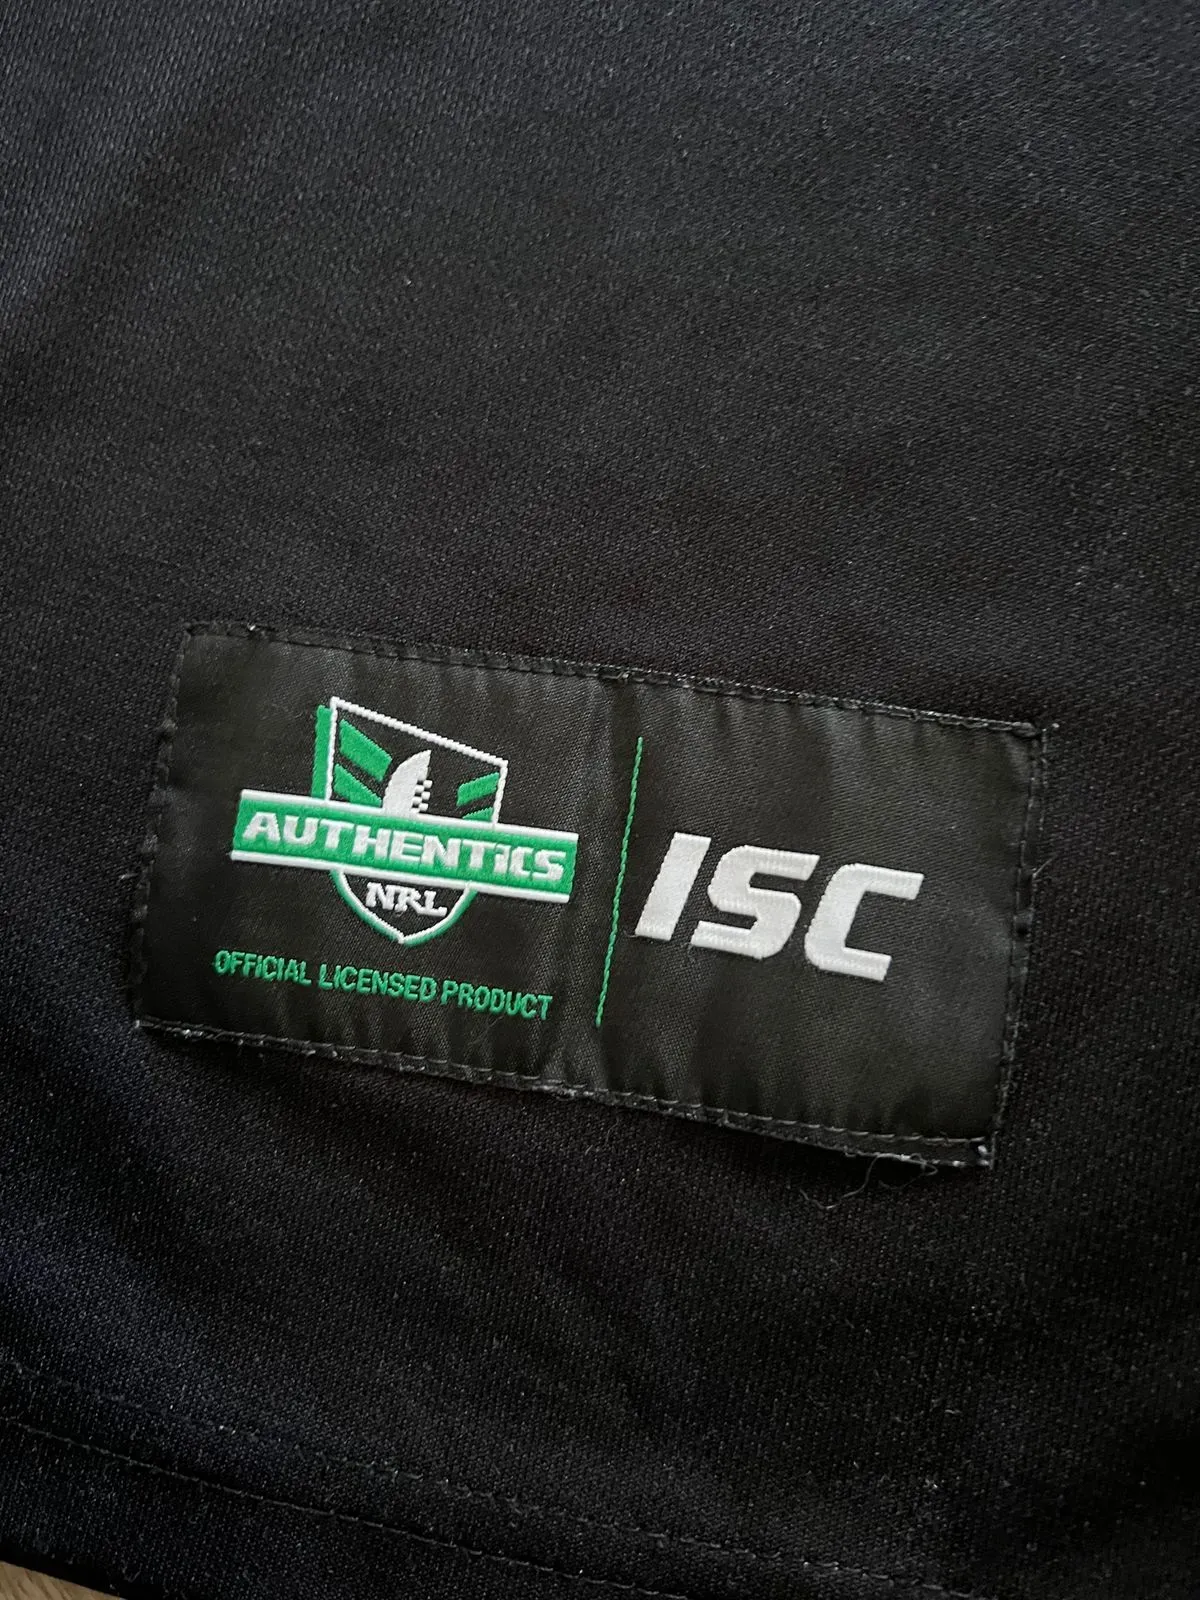 AUTHENTICS
NRL
OFFICIAL LICENSED PRODUCT
ISC